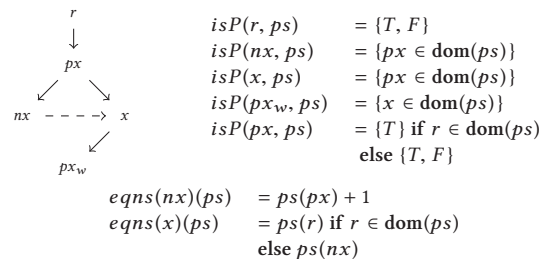 r
px
nx
x
px_w
isP(r, ps) = {T, F}
isP(nx, ps) = {px ∈ dom(ps)}
isP(x, ps) = {px ∈ dom(ps)}
isP(px_w, ps) = {x ∈ dom(ps)}
isP(px, ps) = {T} if r ∈ dom(ps)
else {T, F}
eqns(nx)(ps) = ps(px) + 1
eqns(x)(ps) = ps(r) if r ∈ dom(ps)
else ps(nx)